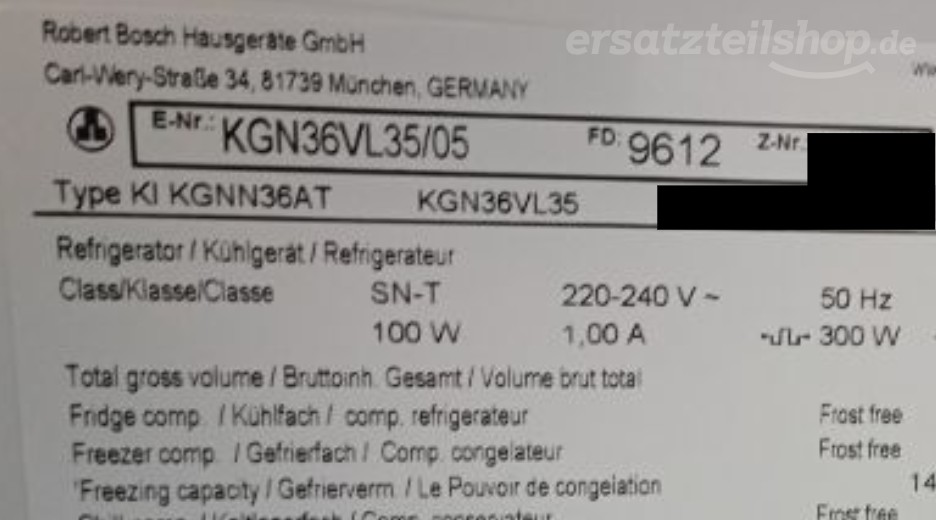 ersatzteilshop.de
Robert Bosch Hausgeräte GmbH
Carl-Wery-Straße 34, 81739 München, GERMANY
E-Nr.: KGN36VL35/05 FD: 9612 Z-Nr.
Type KI KGNN36AT KGN36VL35
Refrigerator / Kühlgerät / Refrigerateur
Class/Klasse/Classe SN-T 220-240 V ~ 50 Hz
100 W 1,00 A 300 W
Total gross volume / Bruttoinh. Gesamt / Volume brut total
Fridge comp. / Kühlfach / comp. refrigerateur Frost free
Freezer comp. / Gefrierfach / Comp. congelateur Frost free
Freezing capacity / Gefrierverm. / Le Pouvoir de congelation 14
Frost free